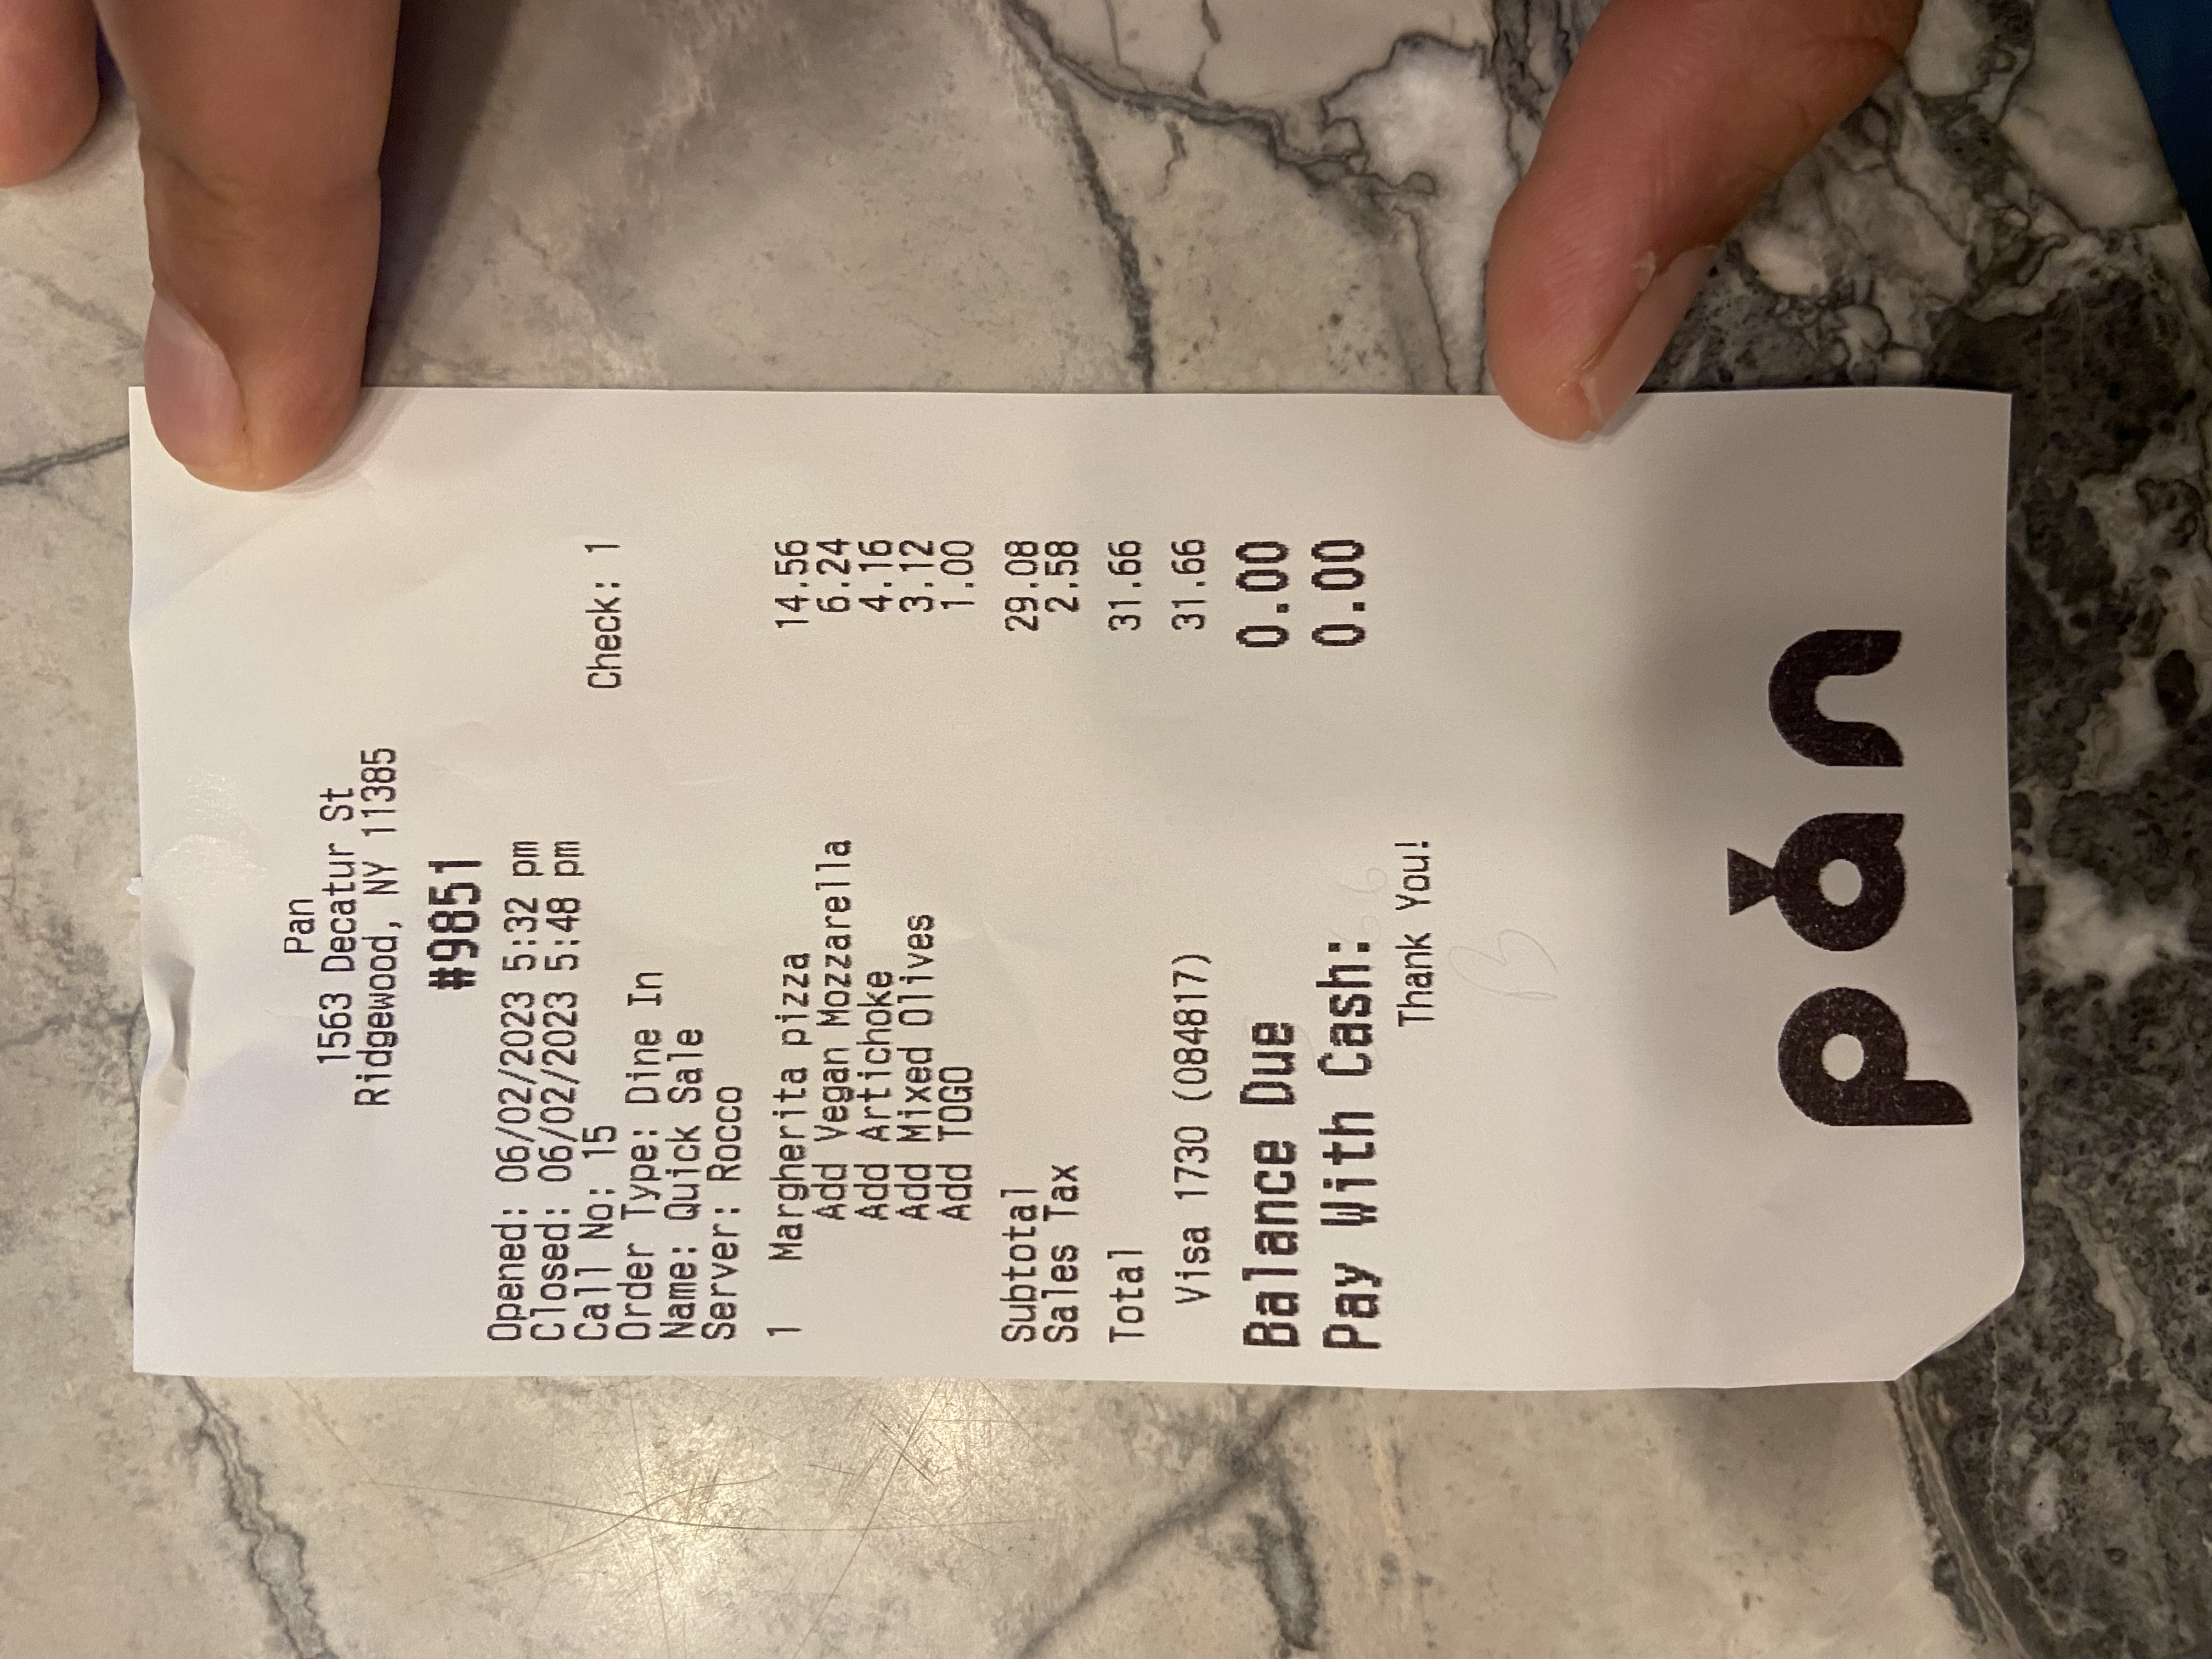 Pan
1563 Decatur St
Ridgewood, NY 11385
#9851
Opened: 06/02/2023 5:32 pm
Closed: 06/02/2023 5:48 pm
Call No: 15 Check: 1
Order Type: Dine In
Name: Quick Sale
Server: Rocco
1 Margherita pizza 14.56
Add Vegan Mozzarella 6.24
Add Artichoke 4.16
Add Mixed Olives 3.12
Add TOGO 1.00
Subtotal 29.08
Sales Tax 2.58
Total 31.66
Visa 1730 (084817) 31.66
Balance Due 0.00
Pay With Cash: 0.00
Thank You!
pan